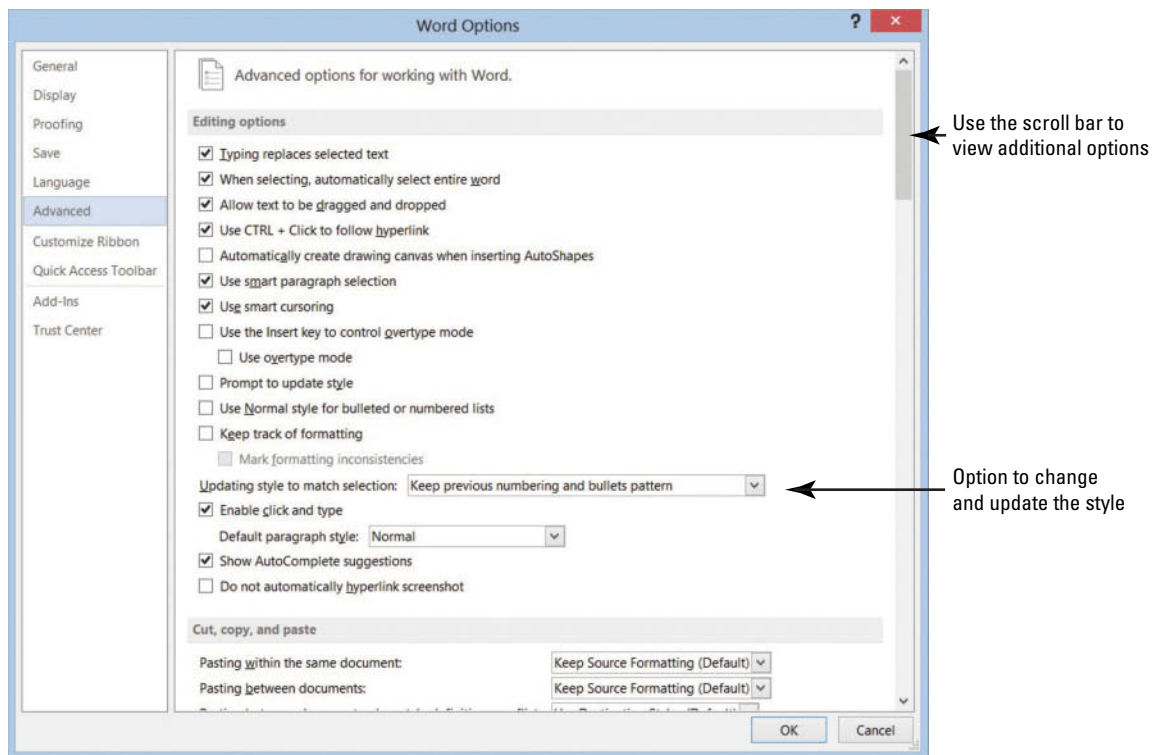 Word Options
?
General
Display
Proofing
Save
Language
Advanced
Customize Ribbon
Quick Access Toolbar
Add-Ins
Trust Center
Advanced options for working with Word.
Editing options
Typing replaces selected text
When selecting, automatically select entire word
Allow text to be dragged and dropped
Use CTRL + Click to follow hyperlink
Automatically create drawing canvas when inserting AutoShapes
Use smart paragraph selection
Use smart cursoring
Use the Insert key to control overtype mode
Use overtype mode
Prompt to update style
Use Normal style for bulleted or numbered lists
Keep track of formatting
Mark formatting inconsistencies
Updating style to match selection: Keep previous numbering and bullets pattern
Enable click and type
Default paragraph style: Normal
Show AutoComplete suggestions
Do not automatically hyperlink screenshot
Cut, copy, and paste
Pasting within the same document: Keep Source Formatting (Default)
Pasting between documents: Keep Source Formatting (Default)
OK Cancel
Use the scroll bar to
view additional options
Option to change
and update the style